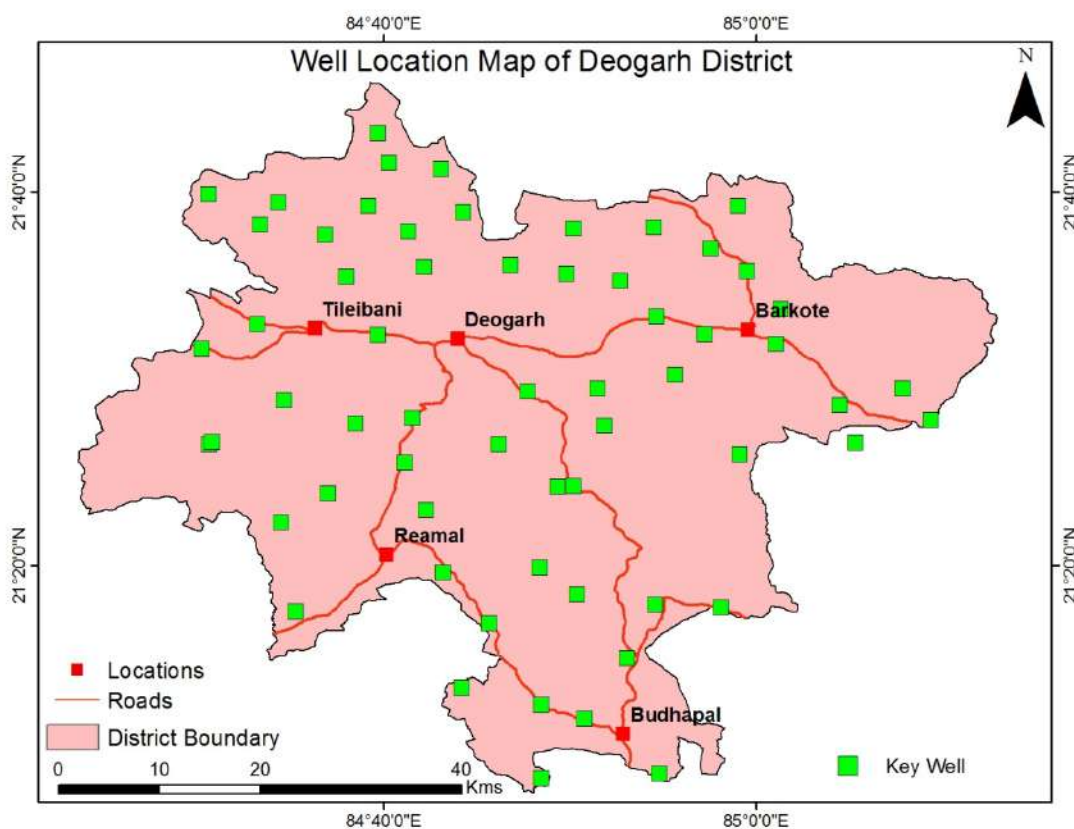 84°40'0"E
85°0'0"E
Well Location Map of Deogarh District
N
21°40'0"N
21°40'0"N
Tileibani
Deogarh
Barkote
21°20'0"N
21°20'0"N
Reamal
Budhapal
Locations
Roads
District Boundary
Key Well
0 10 20 40
Kms
84°40'0"E
85°0'0"E